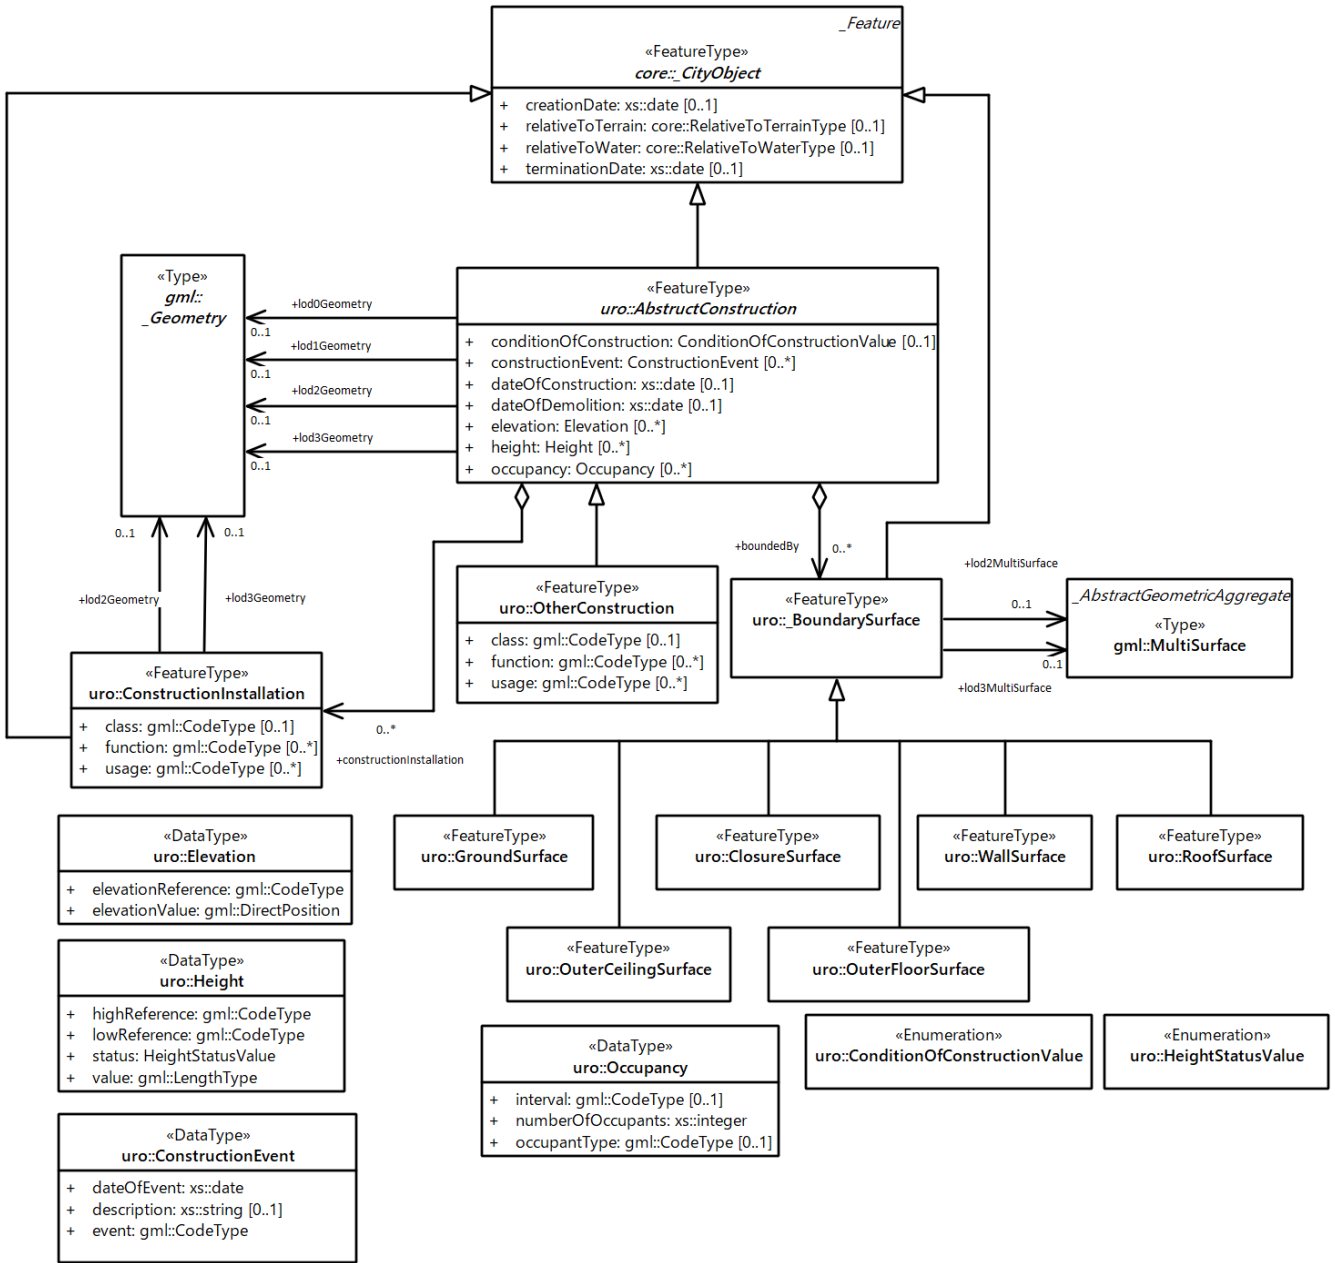 _Feature
«FeatureType»
core::_CityObject
+ creationDate: xs::date [0..1]
+ relativeToTerrain: core::RelativeToTerrainType [0..1]
+ relativeToWater: core::RelativeToWaterType [0..1]
+ terminationDate: xs::date [0..1]
«Type»
gml::
_Geometry
+lod0Geometry
0..1
+lod1Geometry
0..1
+lod2Geometry
0..1
+lod3Geometry
0..1
«FeatureType»
uro::AbstractConstruction
+ conditionOfConstruction: ConditionOfConstructionValue [0..1]
+ constructionEvent: ConstructionEvent [0..*]
+ dateOfConstruction: xs::date [0..1]
+ dateOfDemolition: xs::date [0..1]
+ elevation: Elevation [0..*]
+ height: Height [0..*]
+ occupancy: Occupancy [0..*]
0..1
0..1
+lod2Geometry
+lod3Geometry
+boundedBy
0..*
«FeatureType»
uro::OtherConstruction
+ class: gml::CodeType [0..1]
+ function: gml::CodeType [0..*]
+ usage: gml::CodeType [0..*]
«FeatureType»
uro::_BoundarySurface
+lod2MultiSurface
0..1
0..1
+lod3MultiSurface
_AbstractGeometricAggregate
«Type»
gml::MultiSurface
«FeatureType»
uro::ConstructionInstallation
+ class: gml::CodeType [0..1]
+ function: gml::CodeType [0..*]
+ usage: gml::CodeType [0..*]
0..*
+constructionInstallation
«FeatureType»
uro::GroundSurface
«FeatureType»
uro::ClosureSurface
«FeatureType»
uro::WallSurface
«FeatureType»
uro::RoofSurface
«DataType»
uro::Elevation
+ elevationReference: gml::CodeType
+ elevationValue: gml::DirectPosition
«FeatureType»
uro::OuterCeilingSurface
«FeatureType»
uro::OuterFloorSurface
«DataType»
uro::Height
+ highReference: gml::CodeType
+ lowReference: gml::CodeType
+ status: HeightStatusValue
+ value: gml::LengthType
«DataType»
uro::Occupancy
+ interval: gml::CodeType [0..1]
+ numberOfOccupants: xs::integer
+ occupantType: gml::CodeType [0..1]
«Enumeration»
uro::ConditionOfConstructionValue
«Enumeration»
uro::HeightStatusValue
«DataType»
uro::ConstructionEvent
+ dateOfEvent: xs::date
+ description: xs::string [0..1]
+ event: gml::CodeType